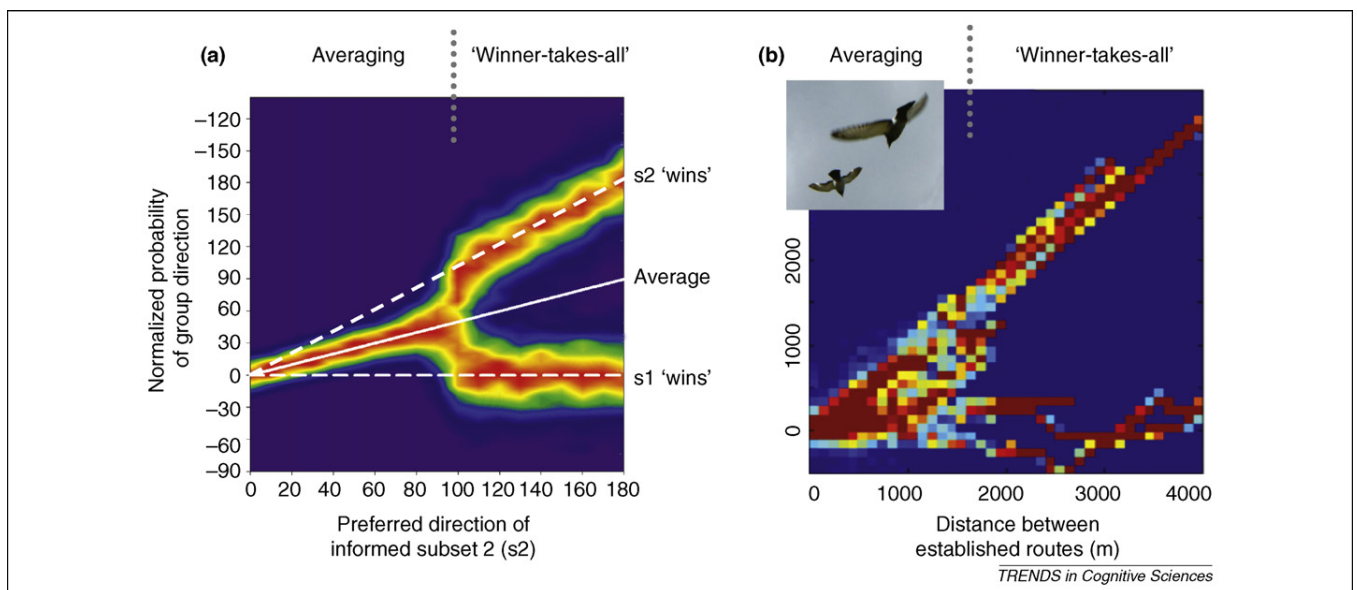 (a)
Averaging
‘Winner-takes-all’
Normalized probability
of group direction
−120
−150
180
150
120
90
60
30
0
−30
−60
−90
s2 ‘wins’
Average
s1 ‘wins’
0 20 40 60 80 100 120 140 160 180
Preferred direction of
informed subset 2 (s2)
(b)
Averaging
‘Winner-takes-all’
2000
1000
0
0 1000 2000 3000 4000
Distance between
established routes (m)
TRENDS in Cognitive Sciences